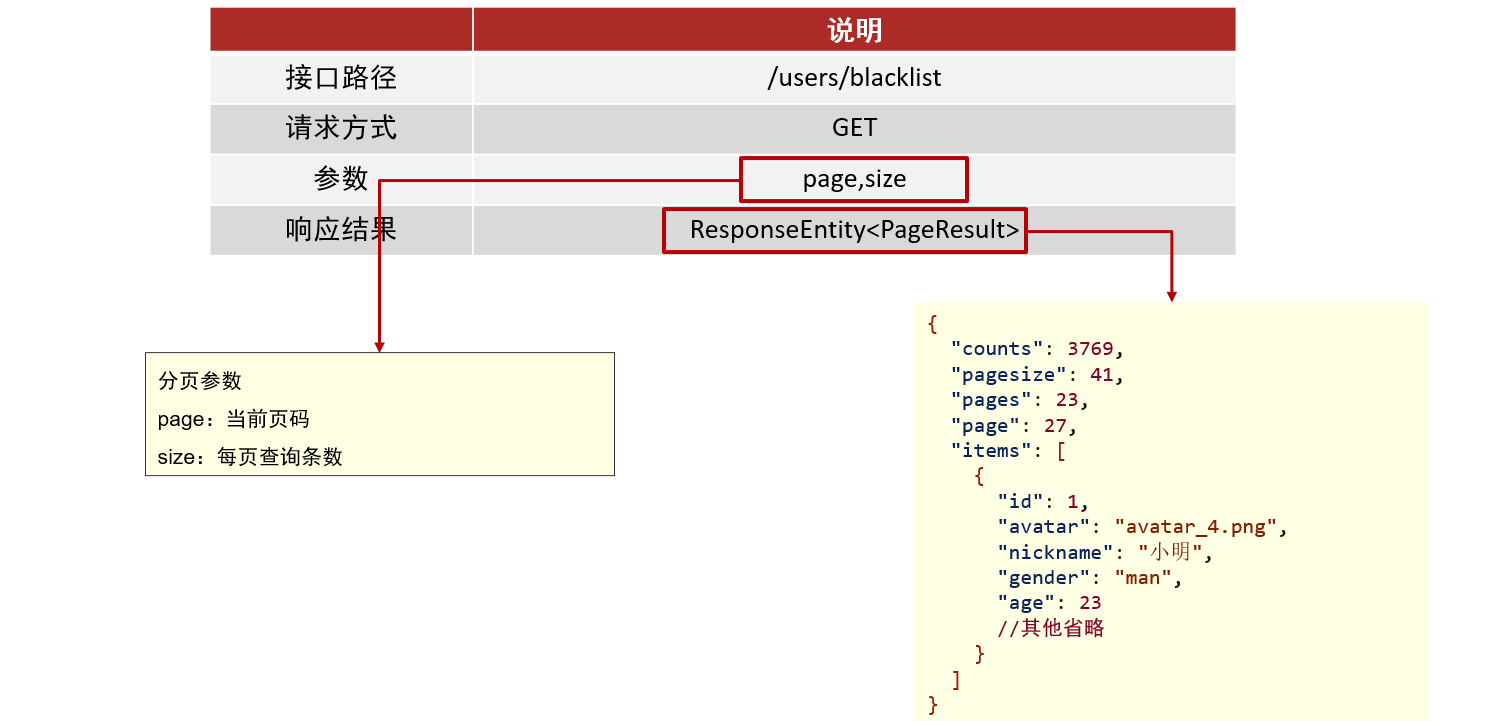 说明
接口路径 /users/blacklist
请求方式 GET
参数 page,size
响应结果 ResponseEntity<PageResult>
分页参数
page：当前页码
size：每页查询条数
{
"counts": 3769,
"pagesize": 41,
"pages": 23,
"page": 27,
"items": [
{
"id": 1,
"avatar": "avatar_4.png",
"nickname": "小明",
"gender": "man",
"age": 23
//其他省略
}
]
}